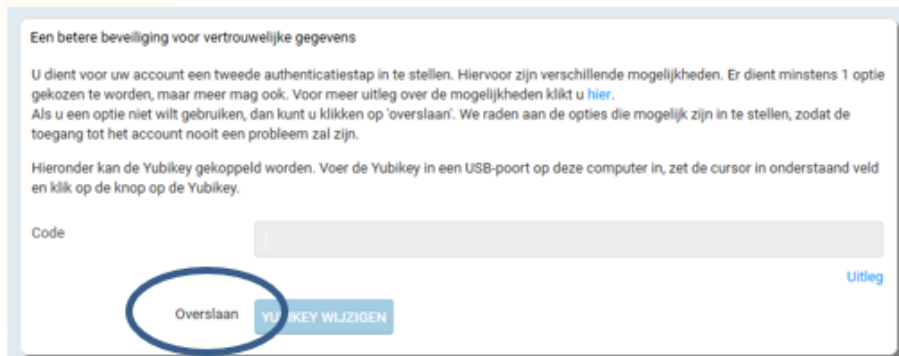 Een betere beveiliging voor vertrouwelijke gegevens
U dient voor uw account een tweede authenticatiestap in te stellen. Hiervoor zijn verschillende mogelijkheden. Er dient minstens 1 optie
gekozen te worden, maar meer mag ook. Voor meer uitleg over de mogelijkheden klikt u hier.
Als u een optie niet wilt gebruiken, dan kunt u klikken op 'overslaan'. We raden aan de opties die mogelijk zijn in te stellen, zodat de
toegang tot het account nooit een probleem zal zijn.
Hieronder kan de Yubikey gekoppeld worden. Voer de Yubikey in een USB-poort op deze computer in, zet de cursor in onderstaand veld
en klik op de knop op de Yubikey.
Code
Uitleg
Overslaan YUBIKEY WIJZIGEN